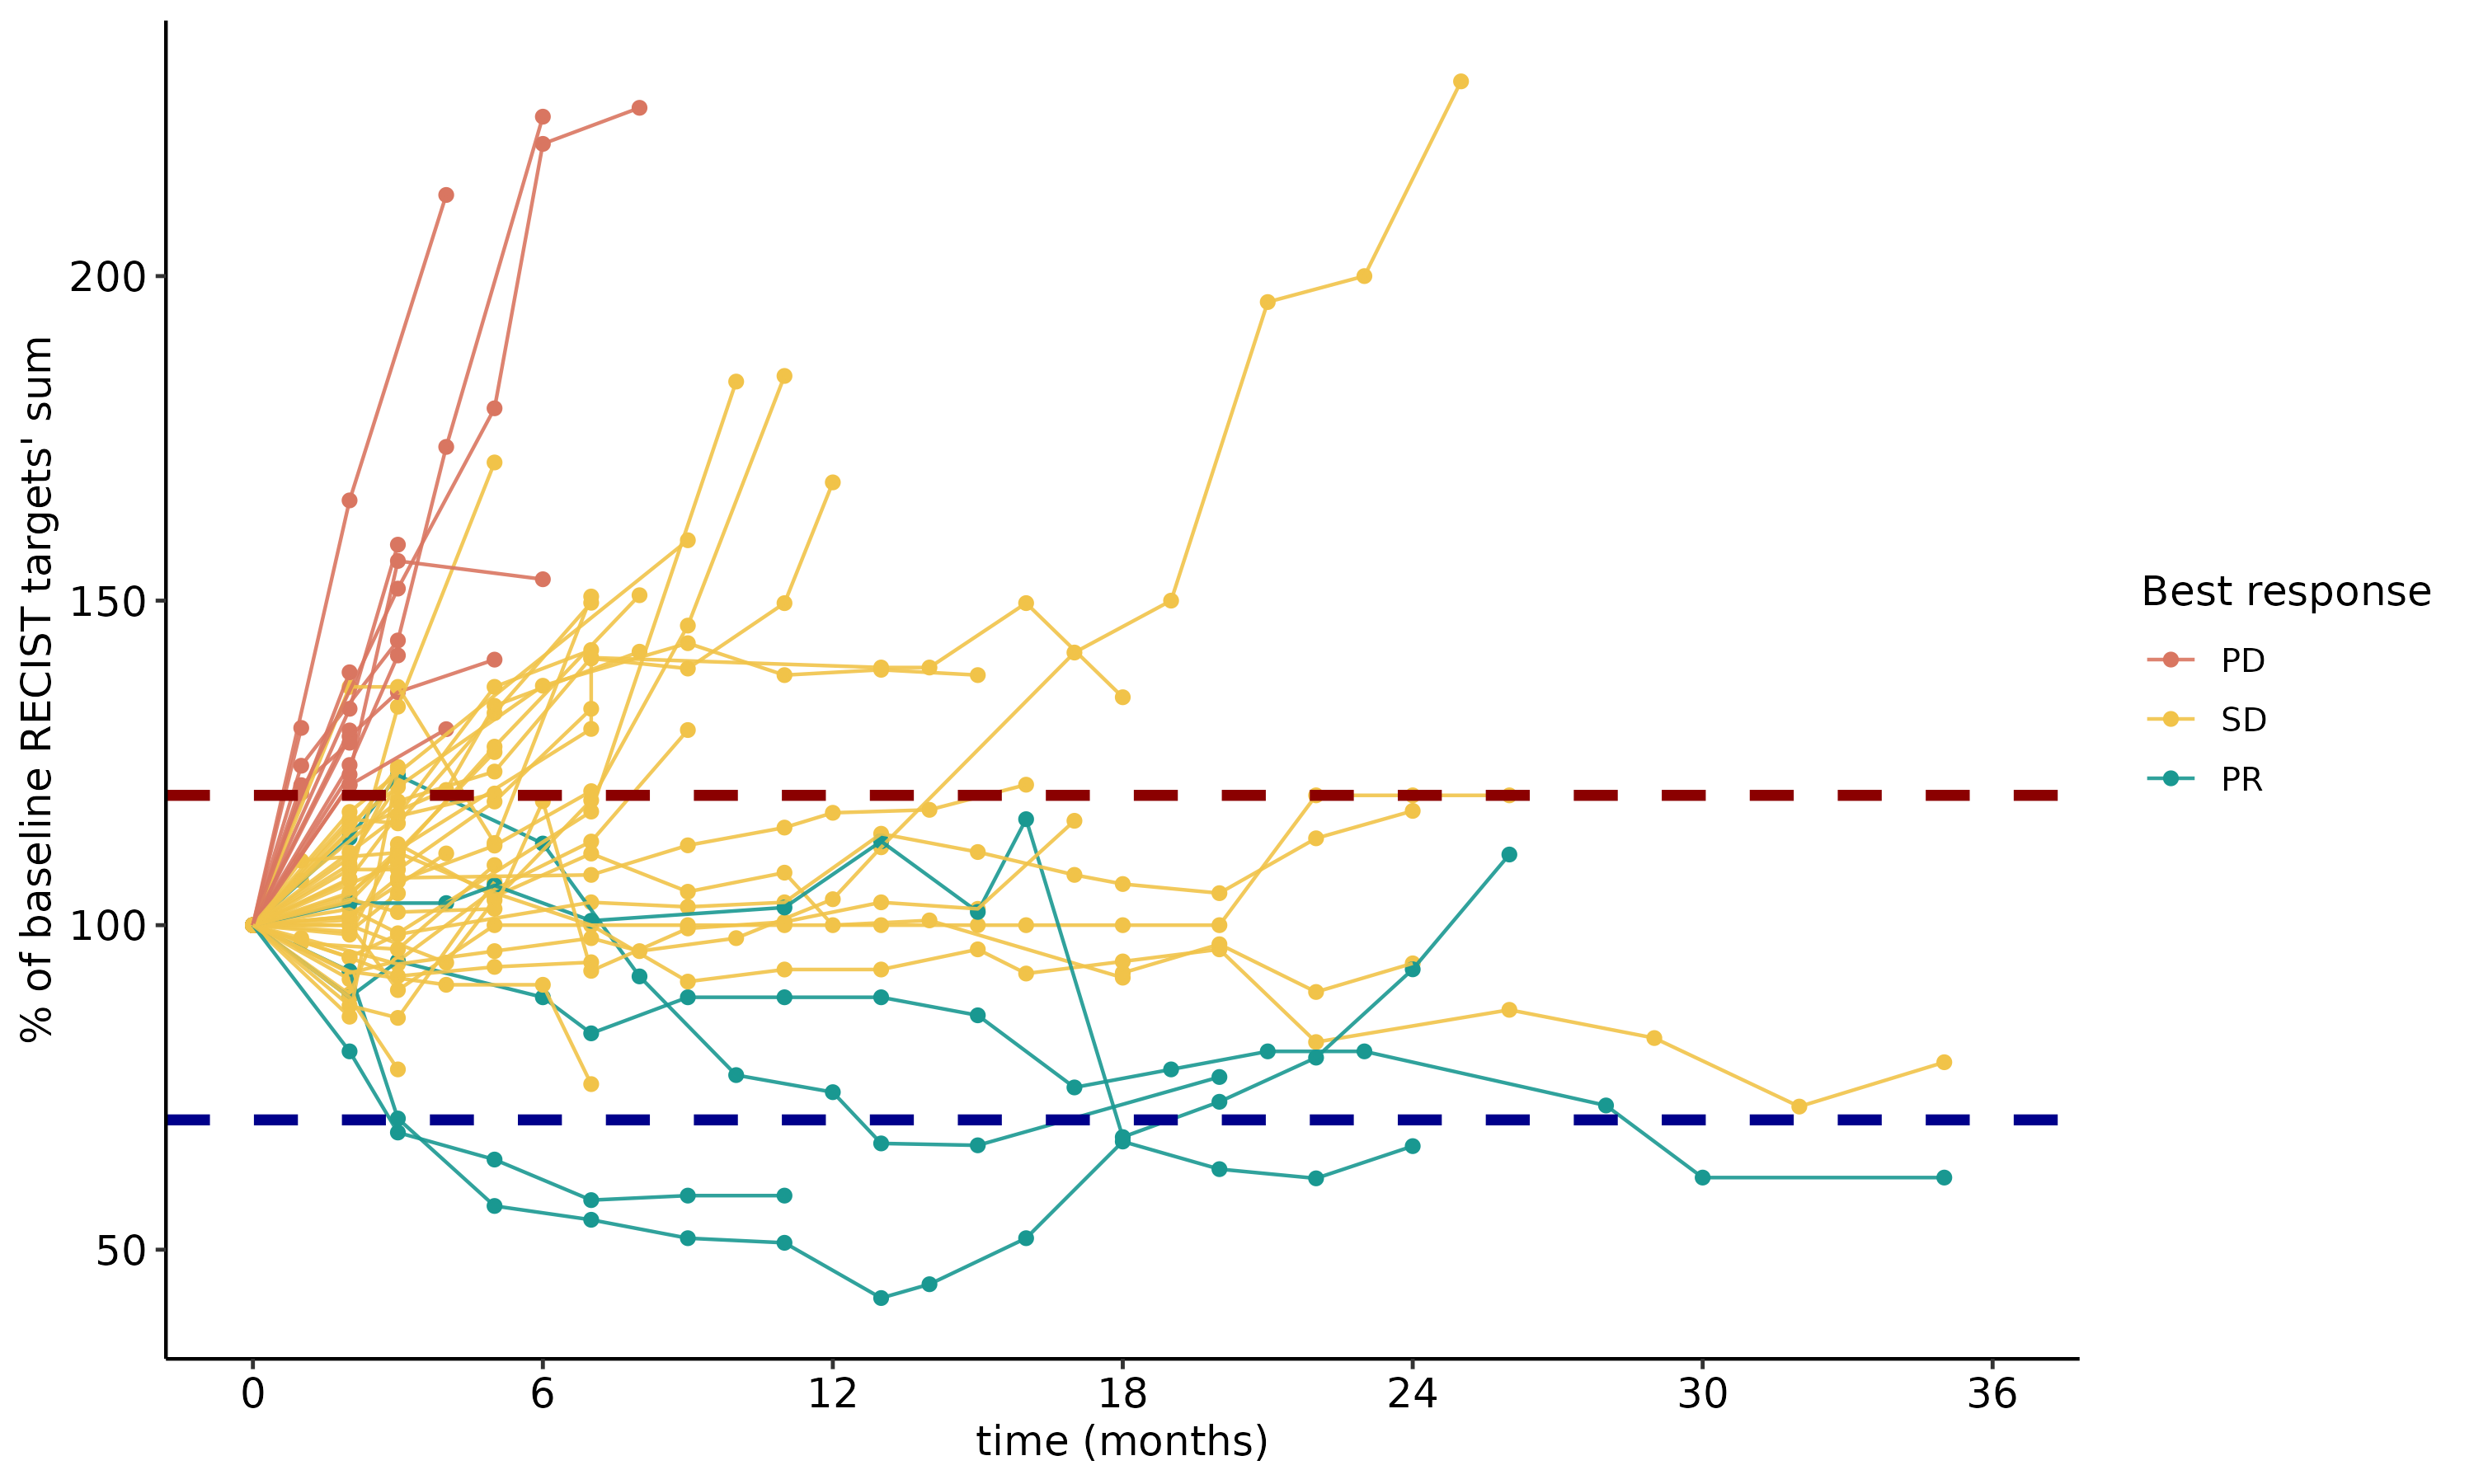 % of baseline RECIST targets' sum
200
150
100
50
0 6 12 18 24 30 36
time (months)
Best response
PD
SD
PR